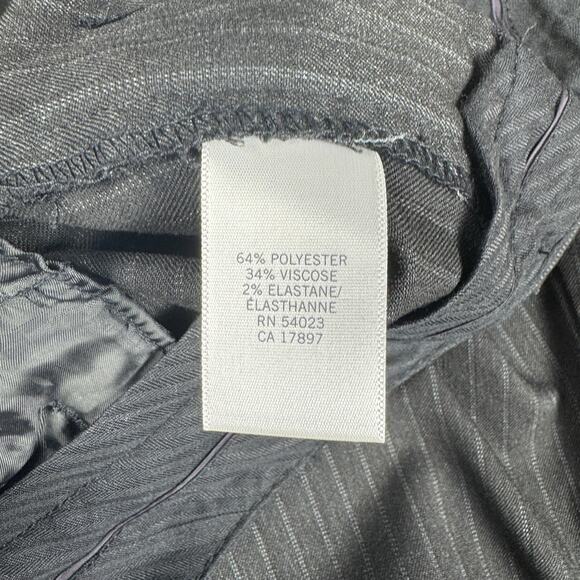 64% POLYESTER
34% VISCOSE
2% ELASTANE/
ÉLASTHANNE
RN 54023
CA 17897